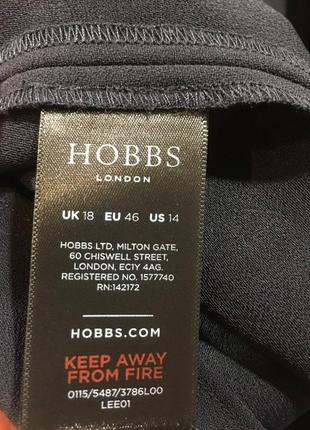 HOBBS
LONDON
UK 18 EU 46 US 14
HOBBS LTD, MILTON GATE,
60 CHISWELL STREET,
LONDON, EC1Y 4AG.
REGISTERED NO. 1577740
RN:142172
HOBBS.COM
KEEP AWAY
FROM FIRE
0115/5487/3786L00
LEE01